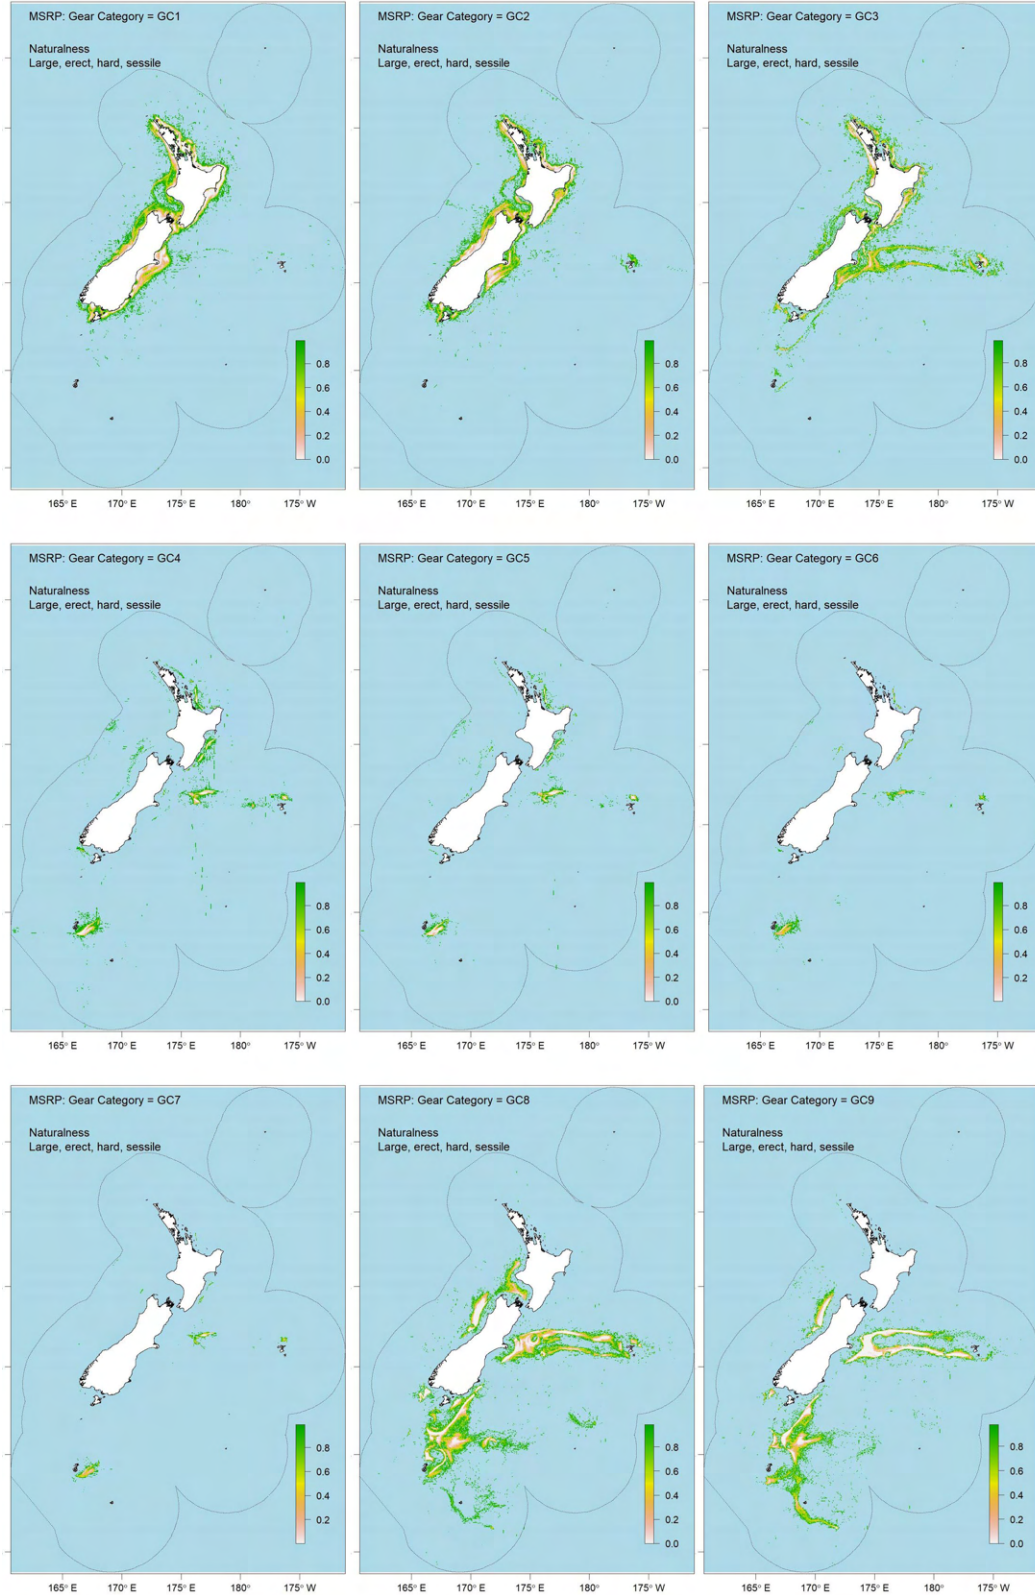 MSRP: Gear Category = GC1
Naturalness
Large, erect, hard, sessile
0.8
0.6
0.4
0.2
0.0
165° E 170° E 175° E 180° 175° W
MSRP: Gear Category = GC2
Naturalness
Large, erect, hard, sessile
0.8
0.6
0.4
0.2
0.0
165° E 170° E 175° E 180° 175° W
MSRP: Gear Category = GC3
Naturalness
Large, erect, hard, sessile
0.8
0.6
0.4
0.2
0.0
165° E 170° E 175° E 180° 175° W
MSRP: Gear Category = GC4
Naturalness
Large, erect, hard, sessile
0.8
0.6
0.4
0.2
0.0
165° E 170° E 175° E 180° 175° W
MSRP: Gear Category = GC5
Naturalness
Large, erect, hard, sessile
0.8
0.6
0.4
0.2
0.0
165° E 170° E 175° E 180° 175° W
MSRP: Gear Category = GC6
Naturalness
Large, erect, hard, sessile
0.8
0.6
0.4
0.2
165° E 170° E 175° E 180° 175° W
MSRP: Gear Category = GC7
Naturalness
Large, erect, hard, sessile
0.8
0.6
0.4
0.2
165° E 170° E 175° E 180° 175° W
MSRP: Gear Category = GC8
Naturalness
Large, erect, hard, sessile
0.8
0.6
0.4
0.2
0.0
165° E 170° E 175° E 180° 175° W
MSRP: Gear Category = GC9
Naturalness
Large, erect, hard, sessile
0.8
0.6
0.4
0.2
0.0
165° E 170° E 175° E 180° 175° W